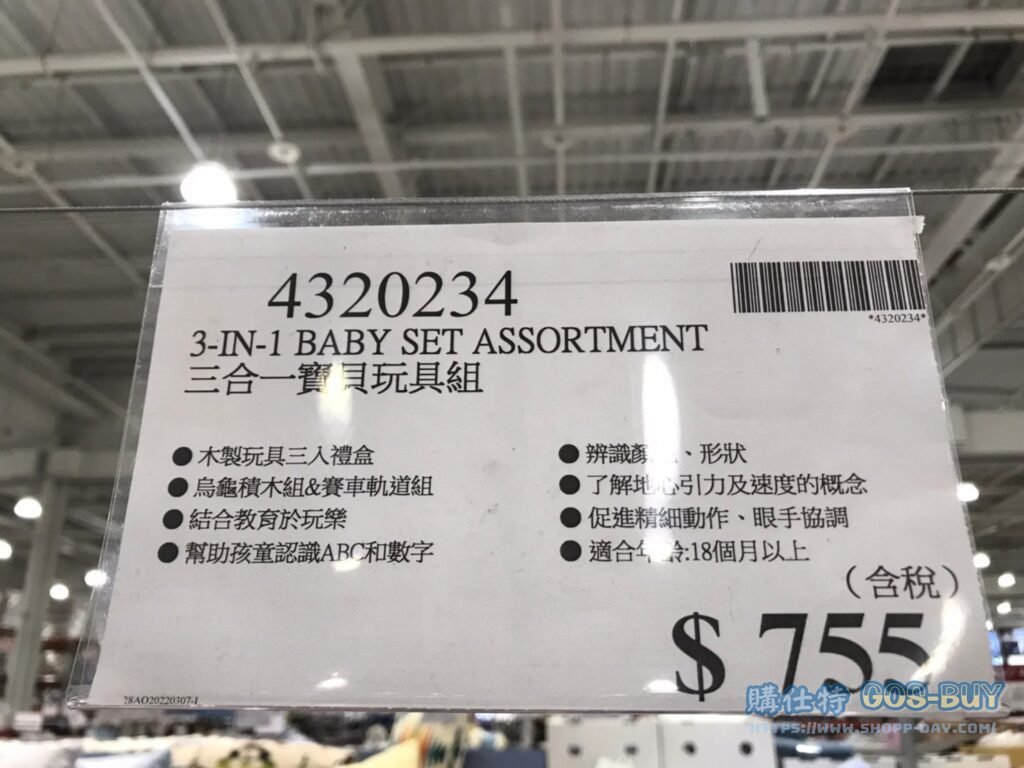 4320234
*4320234*
3-IN-1 BABY SET ASSORTMENT
三合一寶貝玩具組
● 木製玩具三入禮盒
● 烏龜積木組&賽車軌道組
● 結合教育於玩樂
● 幫助孩童認識ABC和數字
● 辨識顏、形狀
● 了解地心引力及速度的概念
● 促進精細動作、眼手協調
● 適合年齡:18個月以上
(含稅)
$ 755
28AO20220307-1
購仕特 COS-BUY
HTTPS://WWW.SHOPP-DAY.COM/